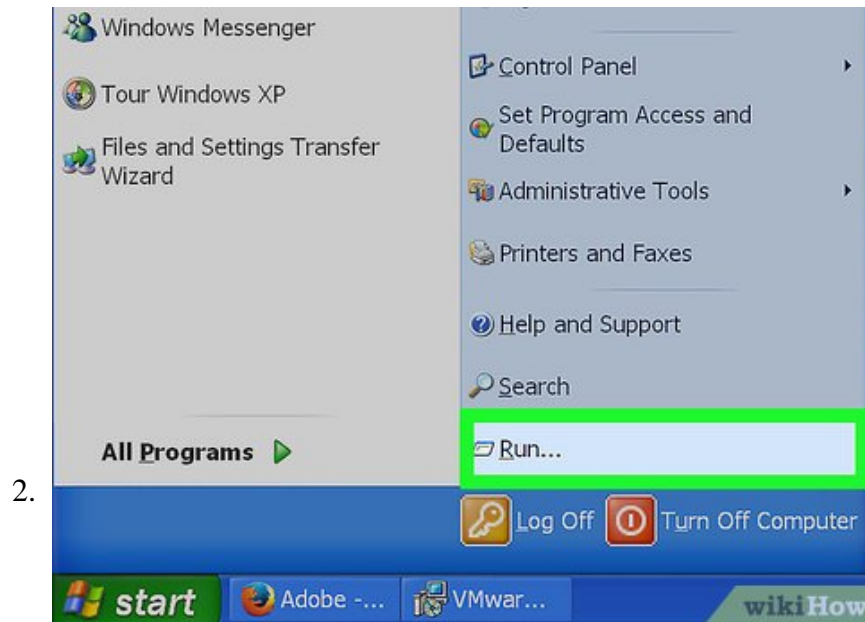 Windows Messenger
Tour Windows XP
Files and Settings Transfer
Wizard
All Programs
Control Panel
Set Program Access and
Defaults
Administrative Tools
Printers and Faxes
Help and Support
Search
Run...
2.
Log Off
Turn Off Computer
start
Adobe -...
VMwar...
wikiHow